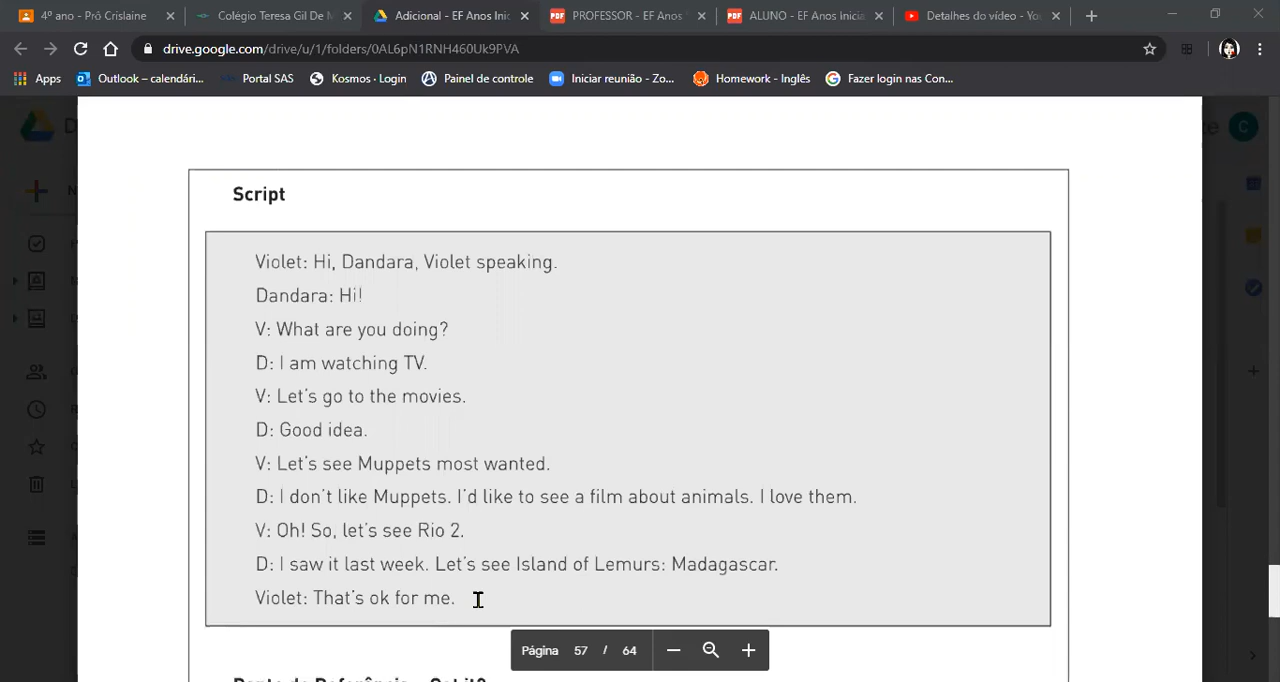 4º ano - Prô Crislaine
Colégio Teresa Gil De M
Adicional - EF Anos Inic
PROFESSOR - EF Anos
ALUNO - EF Anos Inicia
Detalhes do vídeo - Yo
drive.google.com/drive/u/1/folders/0AL6pN1RNH460Uk9PVA
Apps
Outlook – calendári...
Portal SAS
Kosmos · Login
Painel de controle
Iniciar reunião - Zo...
Homework - Inglês
Fazer login nas Con...
Script
Violet: Hi, Dandara, Violet speaking.
Dandara: Hi!
V: What are you doing?
D: I am watching TV.
V: Let's go to the movies.
D: Good idea.
V: Let's see Muppets most wanted.
D: I don't like Muppets. I'd like to see a film about animals. I love them.
V: Oh! So, let's see Rio 2.
D: I saw it last week. Let's see Island of Lemurs: Madagascar.
Violet: That's ok for me.
Página 57 / 64